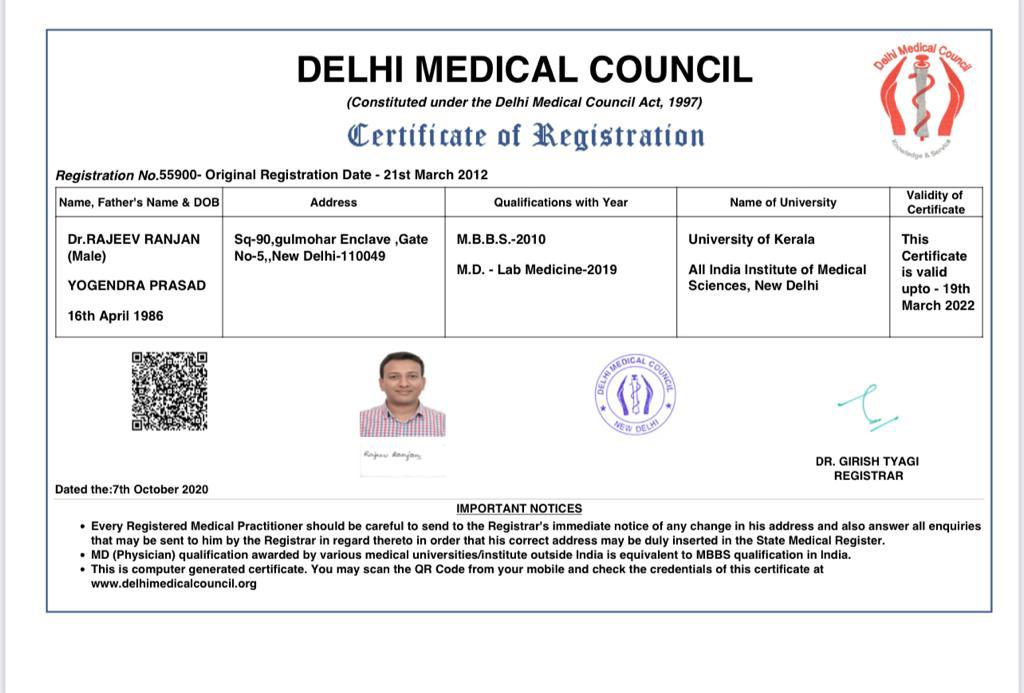 DELHI MEDICAL COUNCIL
(Constituted under the Delhi Medical Council Act, 1997)
Certificate of Registration
Delhi Medical Council
Knowledge & Service
Registration No.55900- Original Registration Date - 21st March 2012
Name, Father's Name & DOB
Address
Qualifications with Year
Name of University
Validity of
Certificate
Dr.RAJEEV RANJAN
(Male)
YOGENDRA PRASAD
16th April 1986
Sq-90,gulmohar Enclave ,Gate
No-5,,New Delhi-110049
M.B.B.S.-2010
M.D. - Lab Medicine-2019
University of Kerala
All India Institute of Medical
Sciences, New Delhi
This
Certificate
is valid
upto - 19th
March 2022
Rajeev Ranjan
DELHI MEDICAL COUNCIL
NEW DELHI
DR. GIRISH TYAGI
REGISTRAR
Dated the:7th October 2020
IMPORTANT NOTICES
• Every Registered Medical Practitioner should be careful to send to the Registrar's immediate notice of any change in his address and also answer all enquiries
that may be sent to him by the Registrar in regard thereto in order that his correct address may be duly inserted in the State Medical Register.
• MD (Physician) qualification awarded by various medical universities/institute outside India is equivalent to MBBS qualification in India.
• This is computer generated certificate. You may scan the QR Code from your mobile and check the credentials of this certificate at
www.delhimedicalcouncil.org